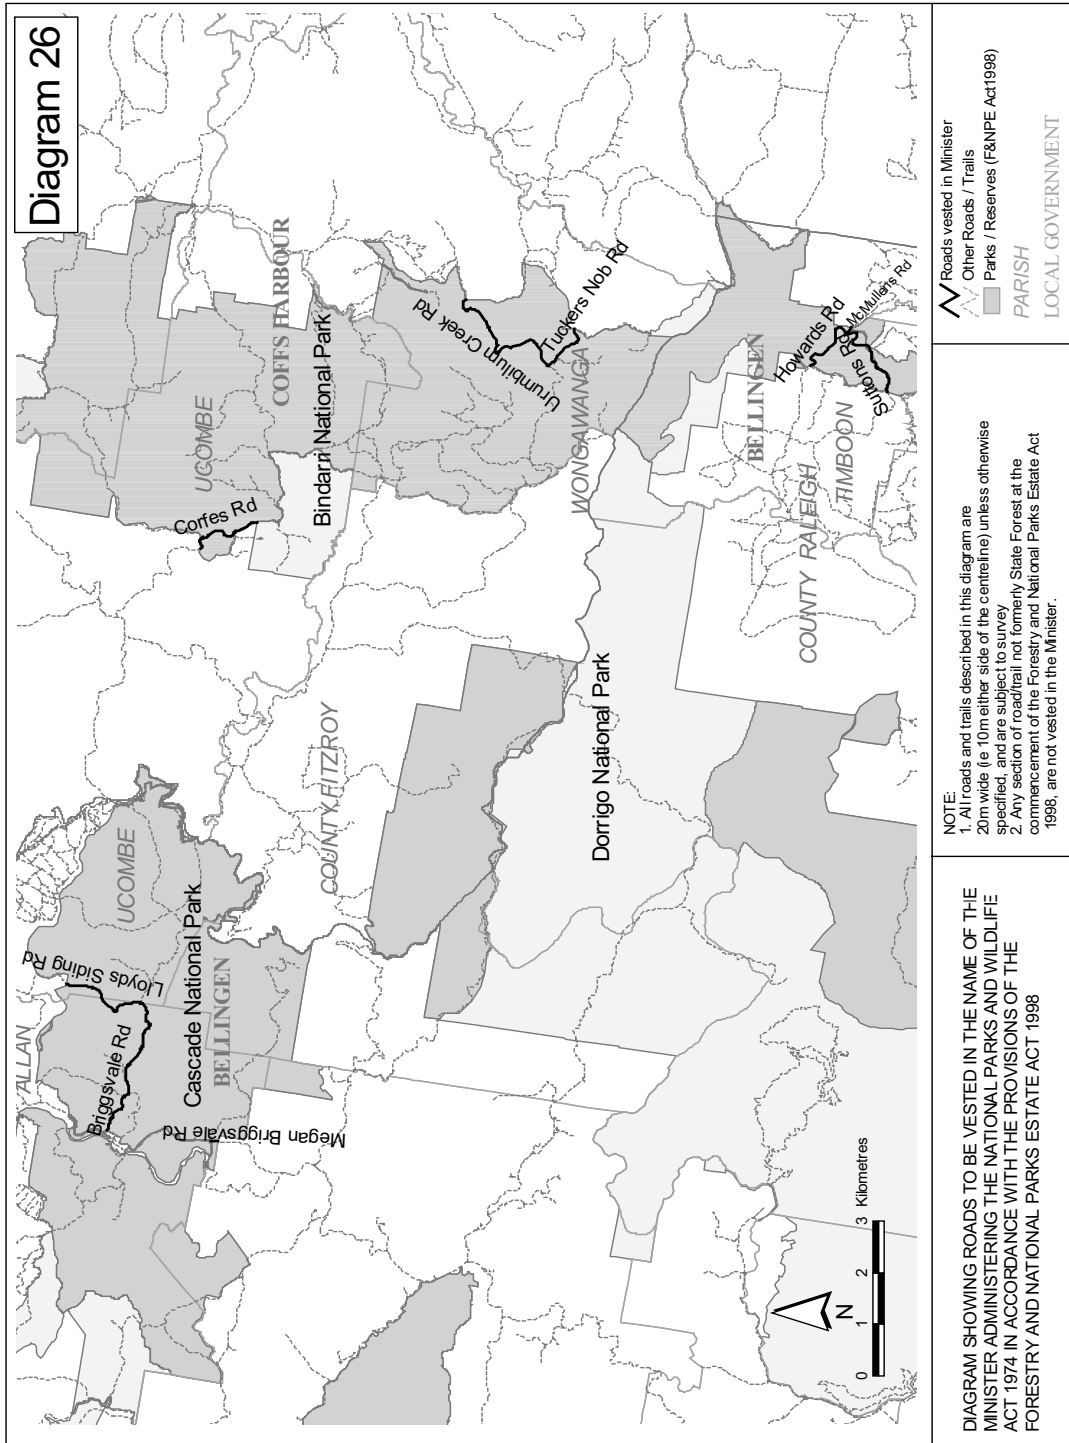 Diagram 26
ALLAN
Lloyds Siding Rd
UCOMBE
Briggsvale Rd
Cascade National Park
BELLINGEN
Megan Briggsvale Rd
COUNTY FITZROY
Corfes Rd
UCOMBE
COFFS HARBOUR
Bindarri National Park
Urumbilum Creek Rd
Tuckers Nob Rd
WONGAWANGA
Dorrigo National Park
BELLINGEN
Howards Rd
McMullens Rd
Suttons Rd
COUNTY RALEIGH
TIMBOON
N
0 1 2 3 Kilometres
DIAGRAM SHOWING ROADS TO BE VESTED IN THE NAME OF THE
MINISTER ADMINISTERING THE NATIONAL PARKS AND WILDLIFE
ACT 1974 IN ACCORDANCE WITH THE PROVISIONS OF THE
FORESTRY AND NATIONAL PARKS ESTATE ACT 1998
NOTE:
1. All roads and trails described in this diagram are
20m wide (ie 10m either side of the centreline) unless otherwise
specified, and are subject to survey
2. Any section of road/trail not formerly State Forest at the
commencement of the Forestry and National Parks Estate Act
1998, are not vested in the Minister.
Roads vested in Minister
Other Roads / Trails
Parks / Reserves (F&NPE Act1998)
PARISH
LOCAL GOVERNMENT